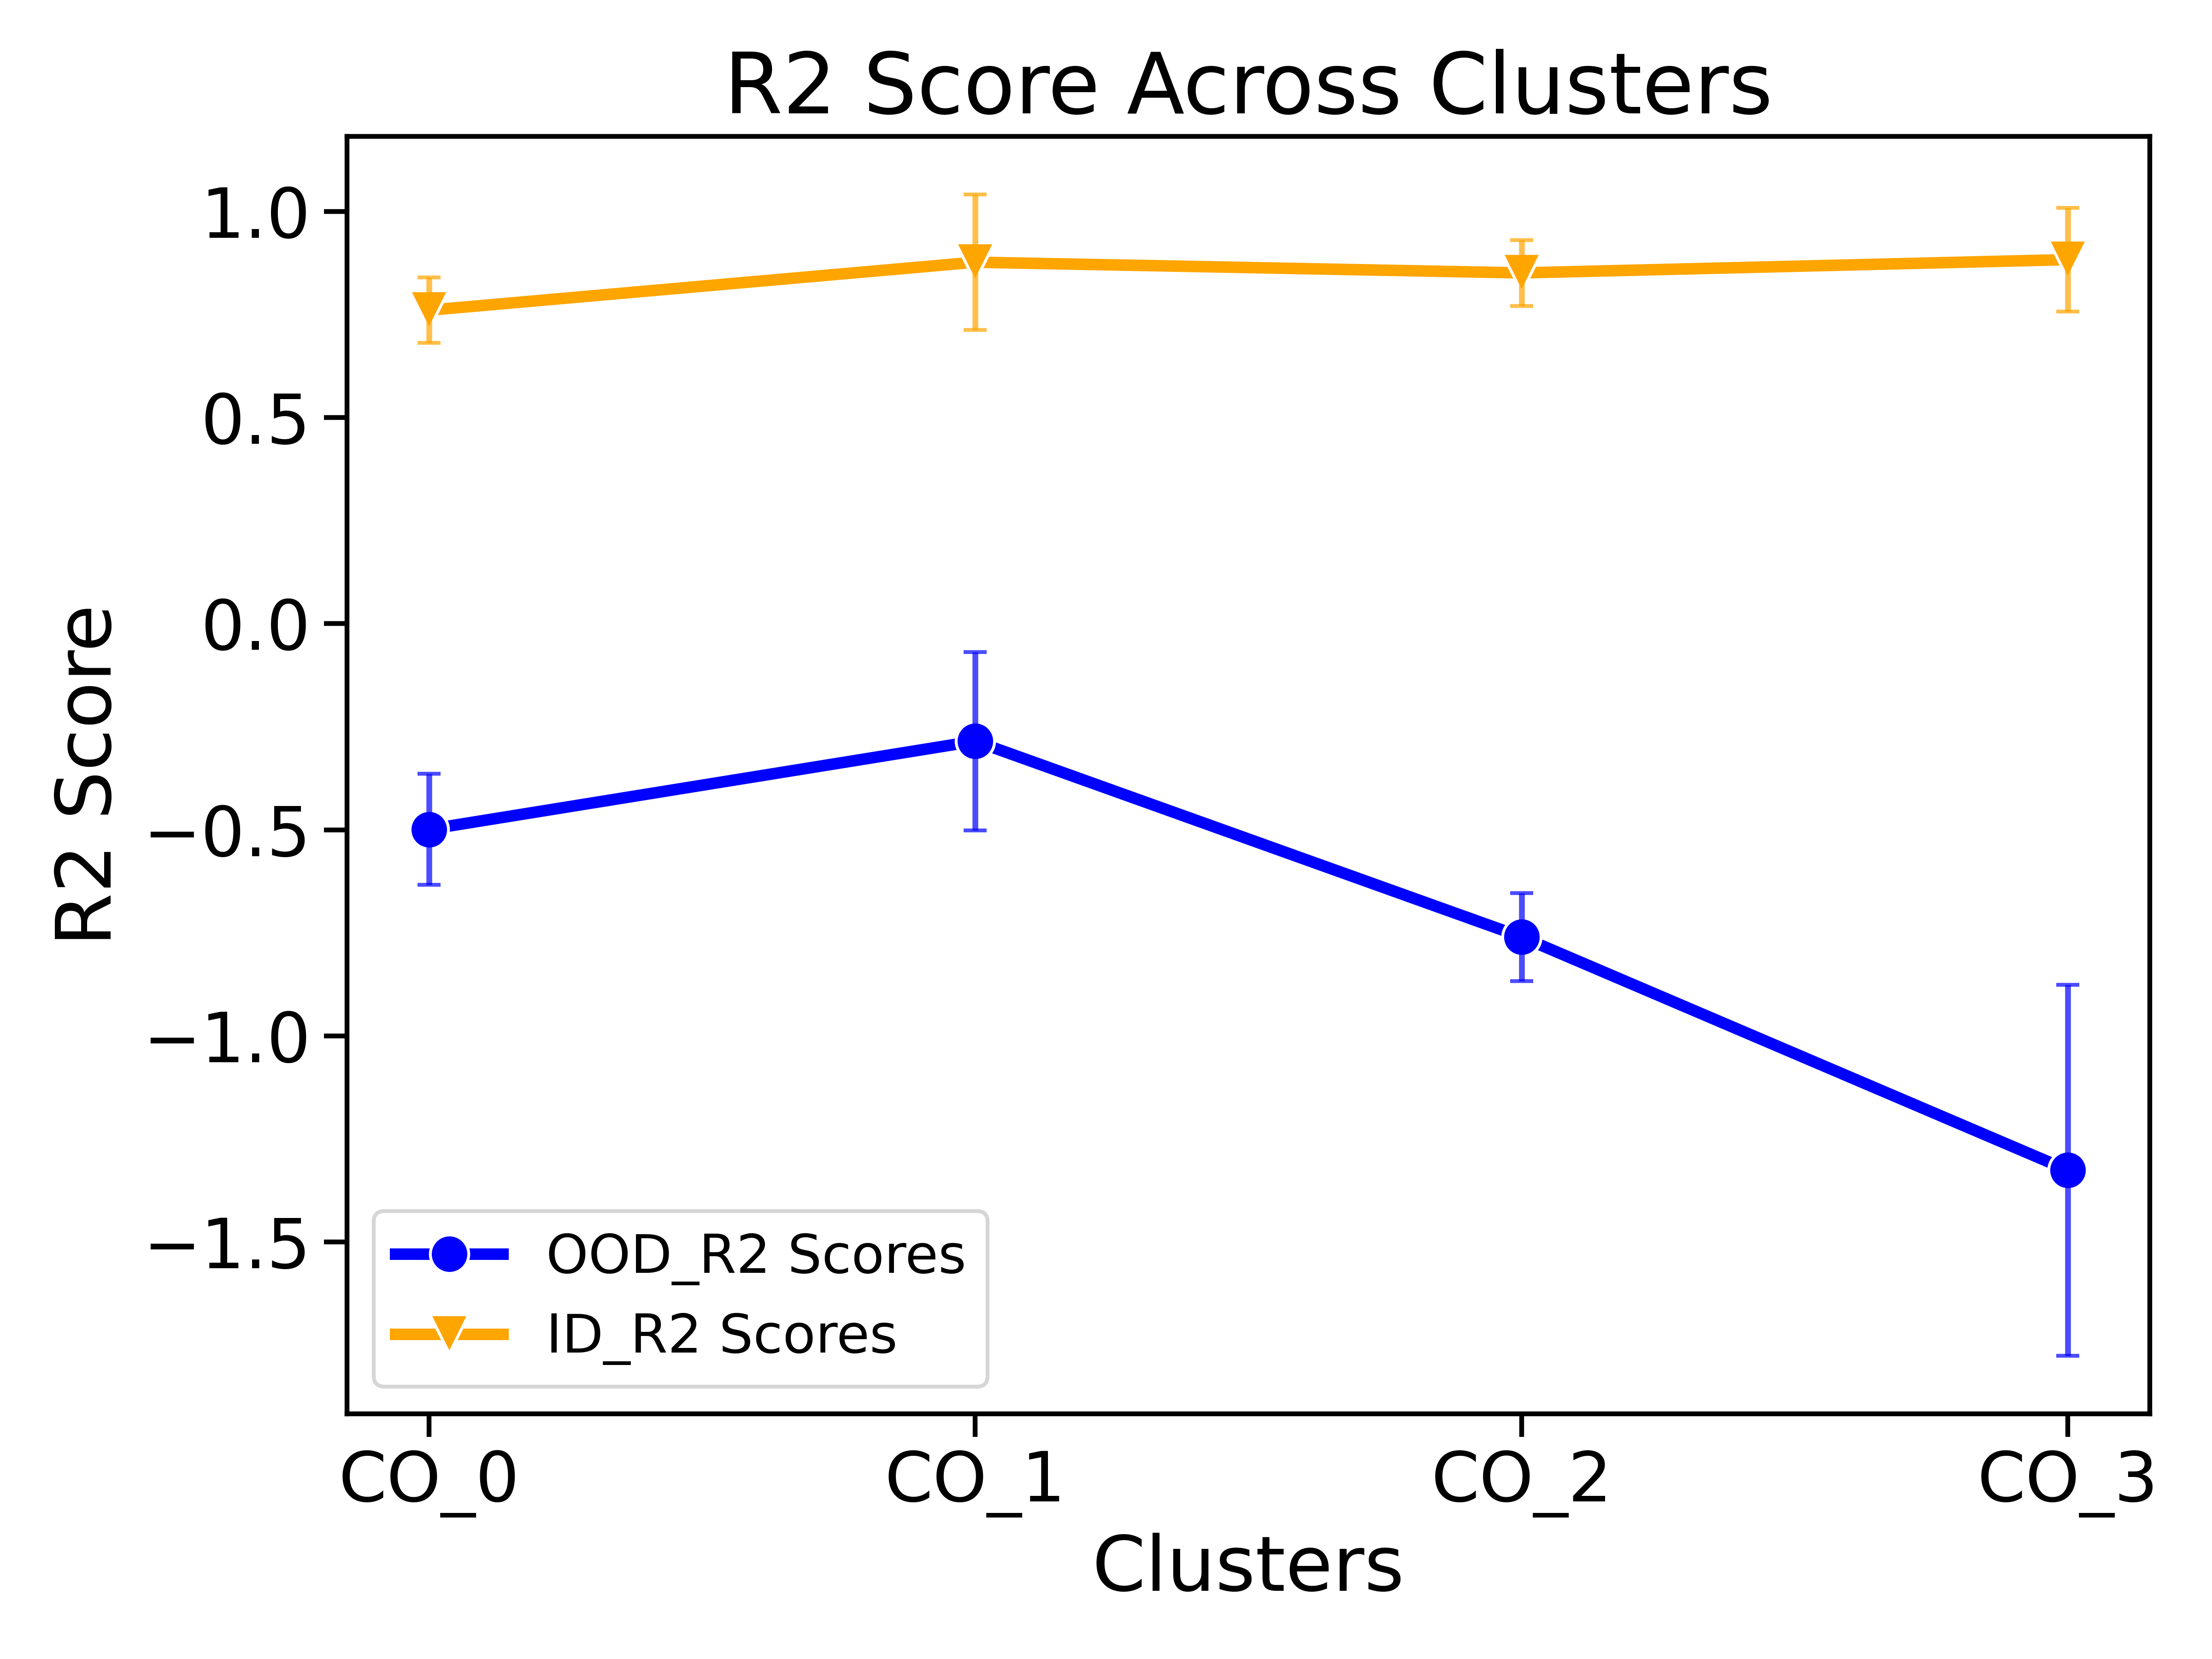 R2 Score Across Clusters
R2 Score
1.0
0.5
0.0
−0.5
−1.0
−1.5
OOD_R2 Scores
ID_R2 Scores
CO_0 CO_1 CO_2 CO_3
Clusters